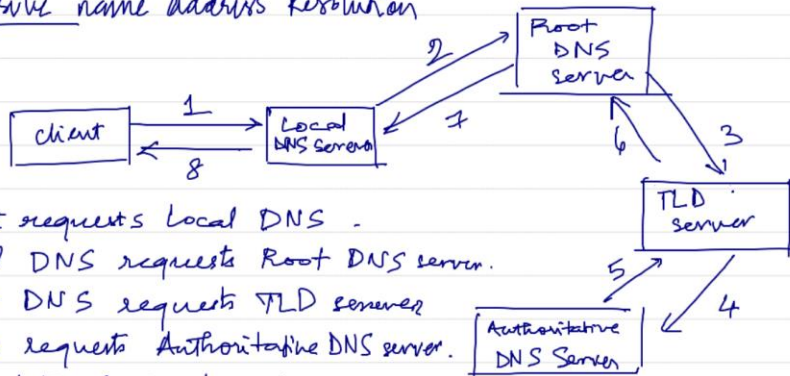 name address Resolution
Root
DNS
server
2
7
1
client
Local
DNS Server
8
6
3
TLD
server
requests Local DNS .
DNS requests Root DNS server.
DNS requests TLD server
5
4
requests Authoritative DNS server.
Authoritative
DNS Server